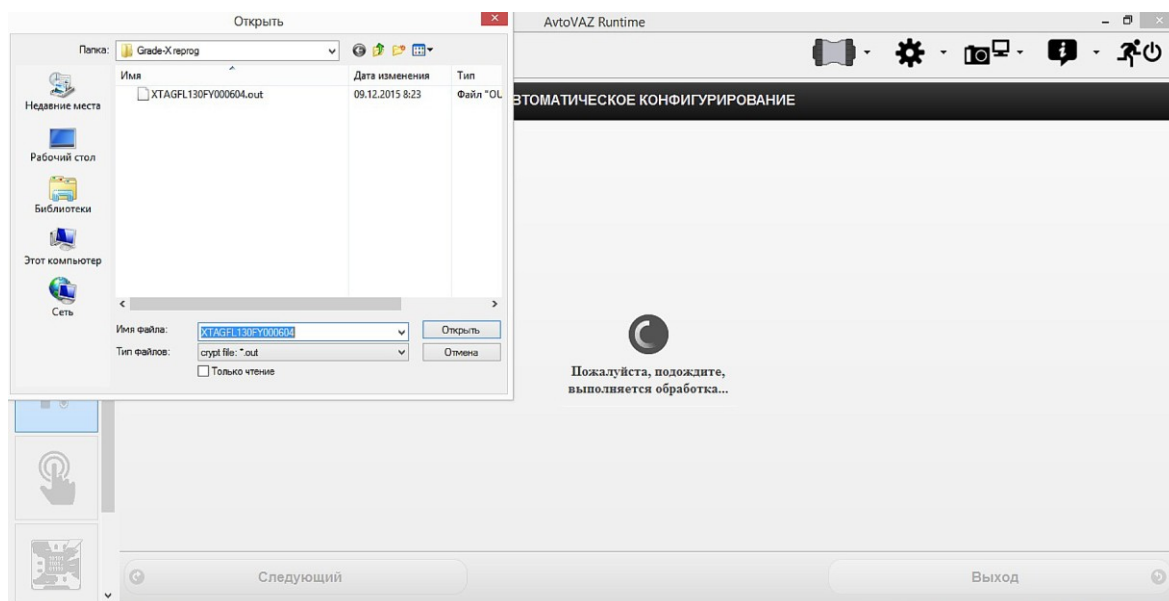 Открыть
AvtoVAZ Runtime
Папка:
Grade-X reprog
Имя
Дата изменения
Тип
XTAGFL130FY000604.out
09.12.2015 8:23
Файл "OU
Недавние места
Рабочий стол
Библиотеки
Этот компьютер
Сеть
Имя файла:
XTAGFL130FY000604
Открыть
Тип файлов:
crypt file: *.out
Отмена
Только чтение
ВТОМАТИЧЕСКОЕ КОНФИГУРИРОВАНИЕ
Пожалуйста, подождите,
выполняется обработка...
Следующий
Выход